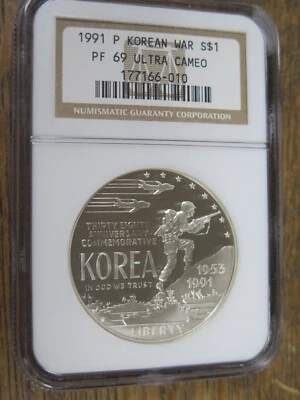 1991 P KOREAN WAR S$1
PF 69 ULTRA CAMEO
177166-010
NUMISMATIC GUARANTY CORPORATION
THIRTY EIGHTH
ANNIVERSARY
COMMEMORATIVE
KOREA
IN GOD WE TRUST
1953
1991
LIBERTY